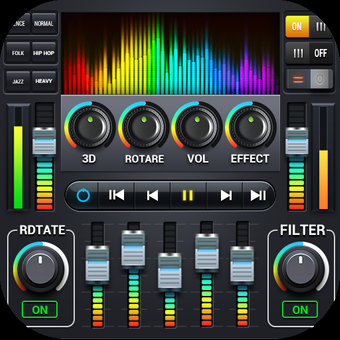 NORMAL
ON
FOLK
HIP HOP
OFF
JAZZ
HEAVY
3D
ROTARE
VOL
EFFECT
RDTATE
FILTER
ON
ON